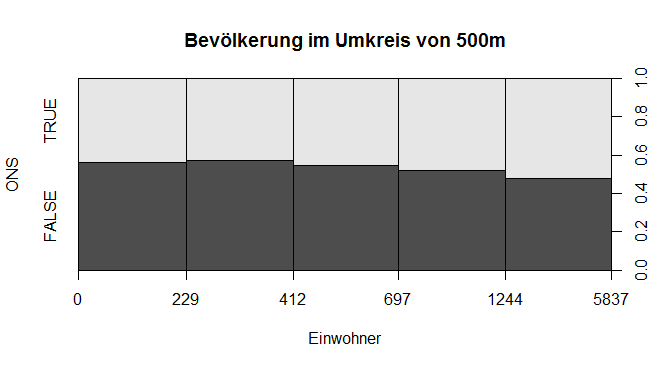 Bevölkerung im Umkreis von 500m
ONS
FALSE TRUE
0.0 0.2 0.4 0.6 0.8 1.0
0 229 412 697 1244 5837
Einwohner